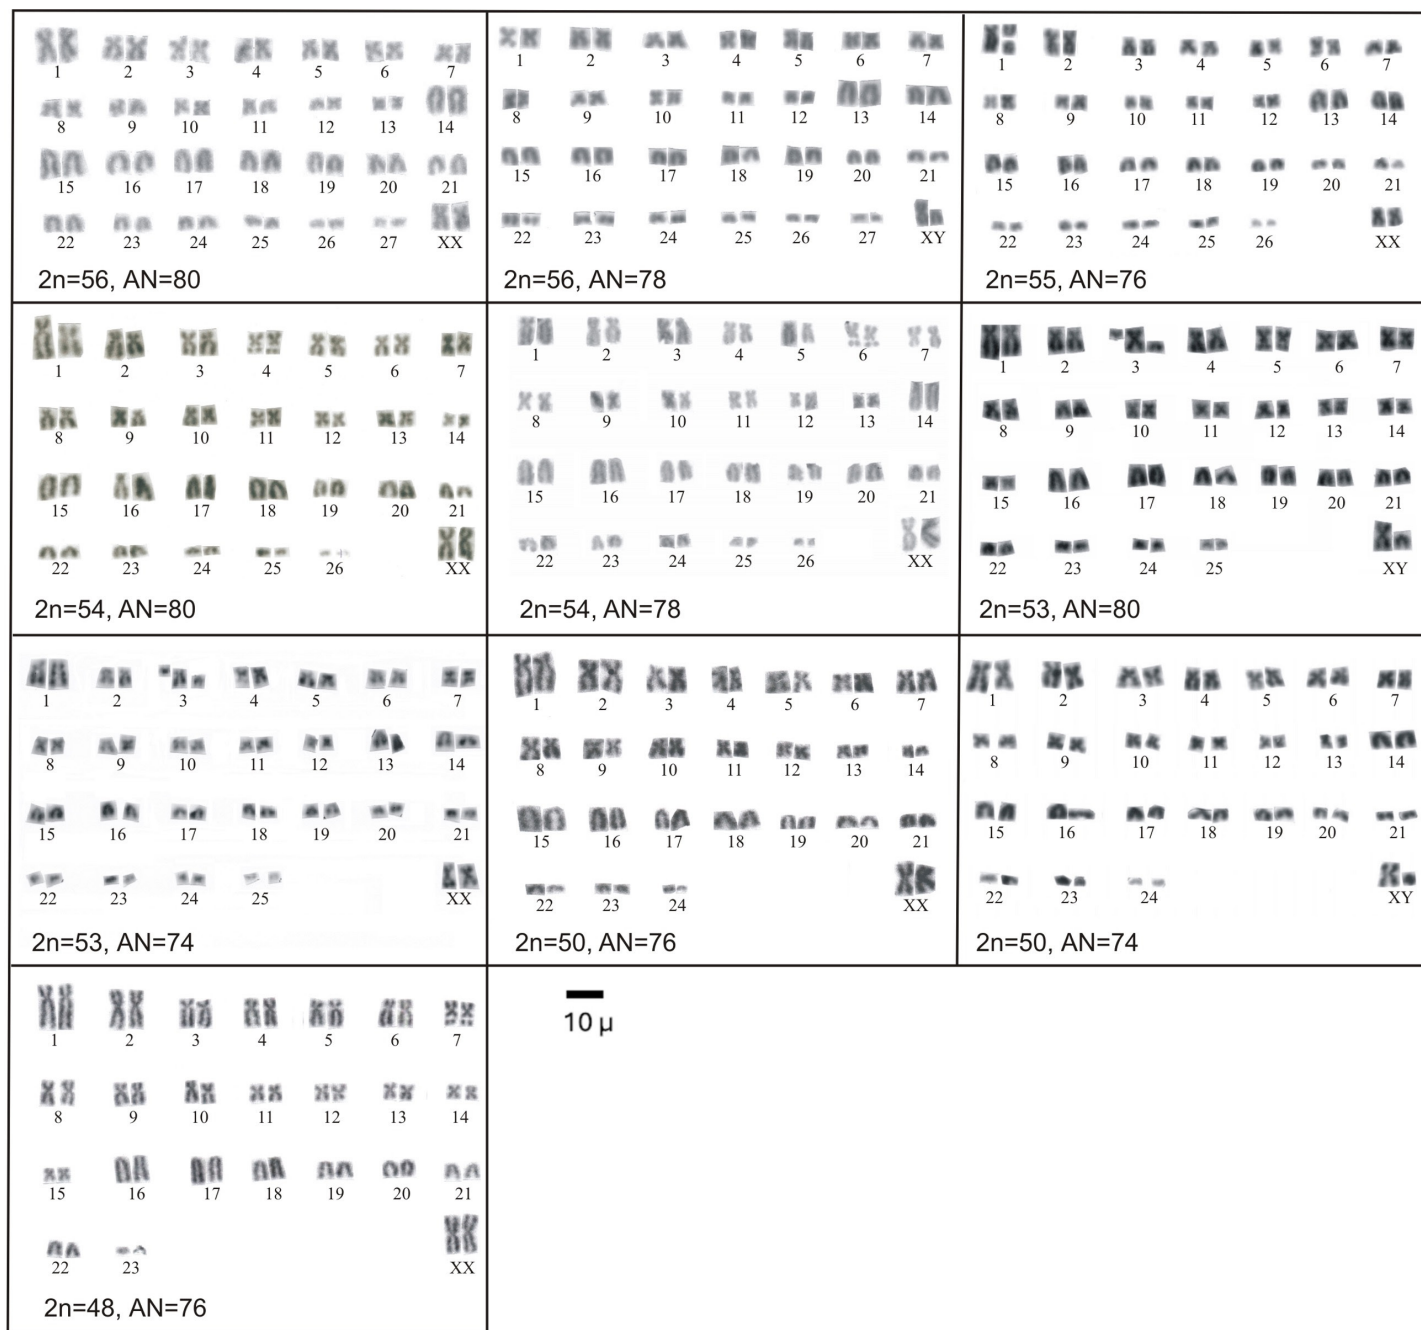 1 2 3 4 5 6 7
8 9 10 11 12 13 14
15 16 17 18 19 20 21
22 23 24 25 26 27 XX
2n=56, AN=80
1 2 3 4 5 6 7
8 9 10 11 12 13 14
15 16 17 18 19 20 21
22 23 24 25 26 27 XY
2n=56, AN=78
1 2 3 4 5 6 7
8 9 10 11 12 13 14
15 16 17 18 19 20 21
22 23 24 25 26 XX
2n=55, AN=76
1 2 3 4 5 6 7
8 9 10 11 12 13 14
15 16 17 18 19 20 21
22 23 24 25 26 XX
2n=54, AN=80
1 2 3 4 5 6 7
8 9 10 11 12 13 14
15 16 17 18 19 20 21
22 23 24 25 26 XX
2n=54, AN=78
1 2 3 4 5 6 7
8 9 10 11 12 13 14
15 16 17 18 19 20 21
22 23 24 25 XY
2n=53, AN=80
1 2 3 4 5 6 7
8 9 10 11 12 13 14
15 16 17 18 19 20 21
22 23 24 25 XX
2n=53, AN=74
1 2 3 4 5 6 7
8 9 10 11 12 13 14
15 16 17 18 19 20 21
22 23 24 XX
2n=50, AN=76
1 2 3 4 5 6 7
8 9 10 11 12 13 14
15 16 17 18 19 20 21
22 23 24 XY
2n=50, AN=74
1 2 3 4 5 6 7
8 9 10 11 12 13 14
15 16 17 18 19 20 21
22 23 XX
2n=48, AN=76
10 µ